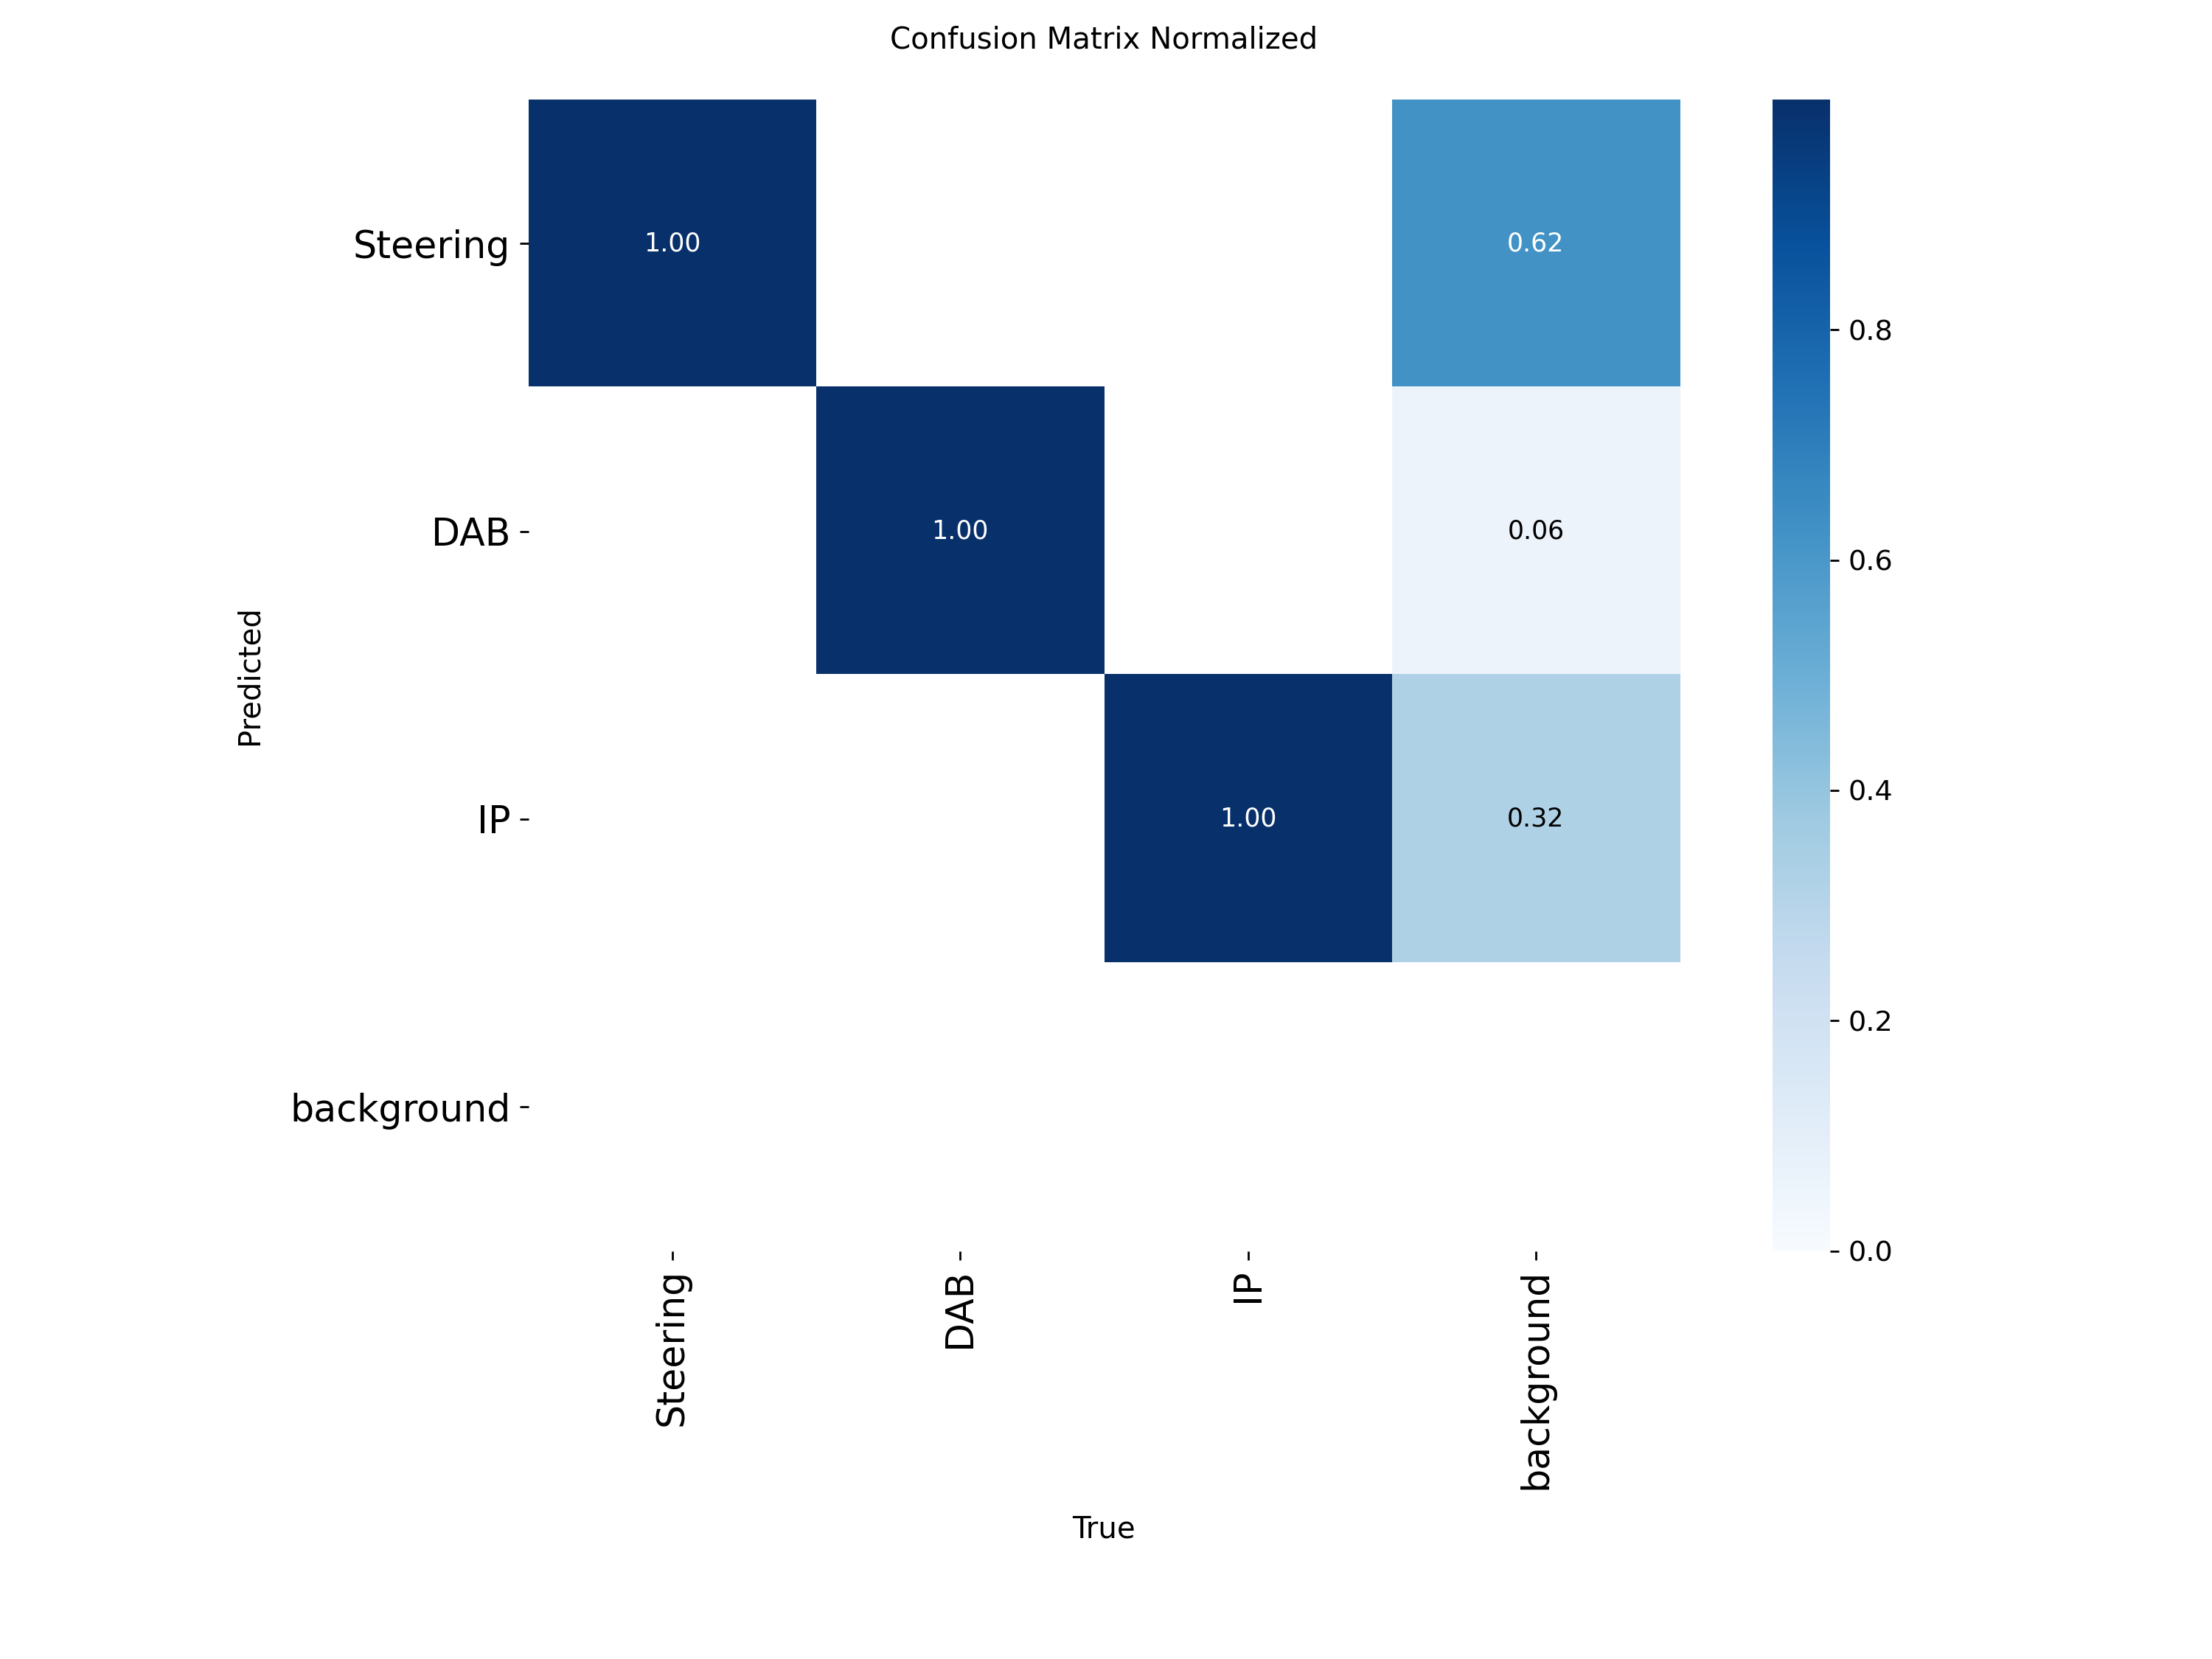 Confusion Matrix Normalized
Steering
1.00
0.62
DAB
1.00
0.06
IP
1.00
0.32
background
Predicted
Steering
DAB
IP
background
True
0.8
0.6
0.4
0.2
0.0